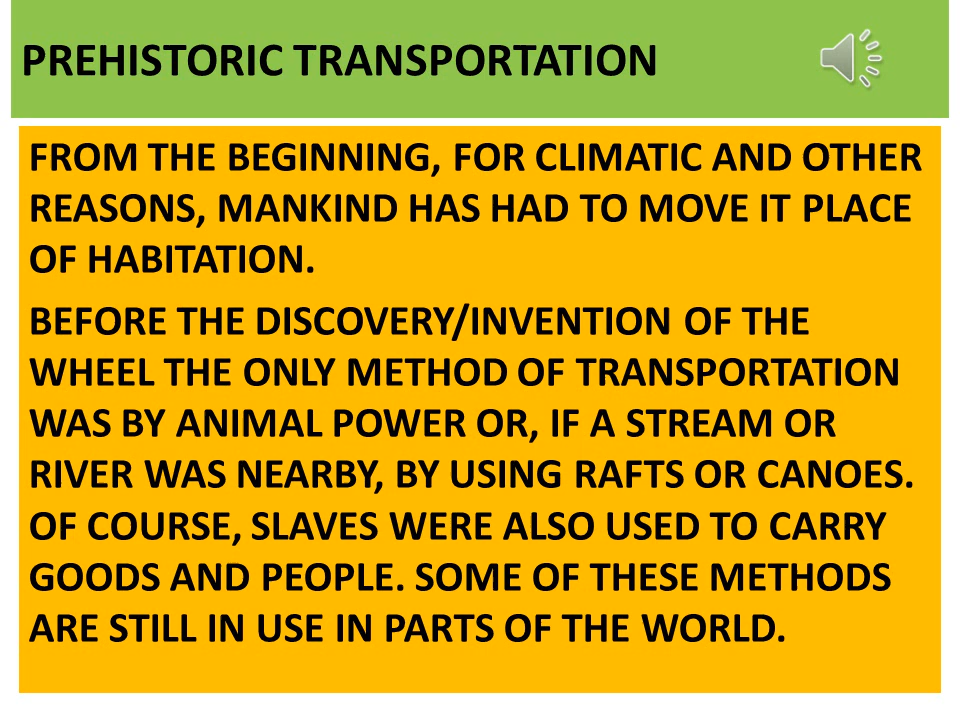 PREHISTORIC TRANSPORTATION
FROM THE BEGINNING, FOR CLIMATIC AND OTHER
REASONS, MANKIND HAS HAD TO MOVE IT PLACE
OF HABITATION.
BEFORE THE DISCOVERY/INVENTION OF THE
WHEEL THE ONLY METHOD OF TRANSPORTATION
WAS BY ANIMAL POWER OR, IF A STREAM OR
RIVER WAS NEARBY, BY USING RAFTS OR CANOES.
OF COURSE, SLAVES WERE ALSO USED TO CARRY
GOODS AND PEOPLE. SOME OF THESE METHODS
ARE STILL IN USE IN PARTS OF THE WORLD.